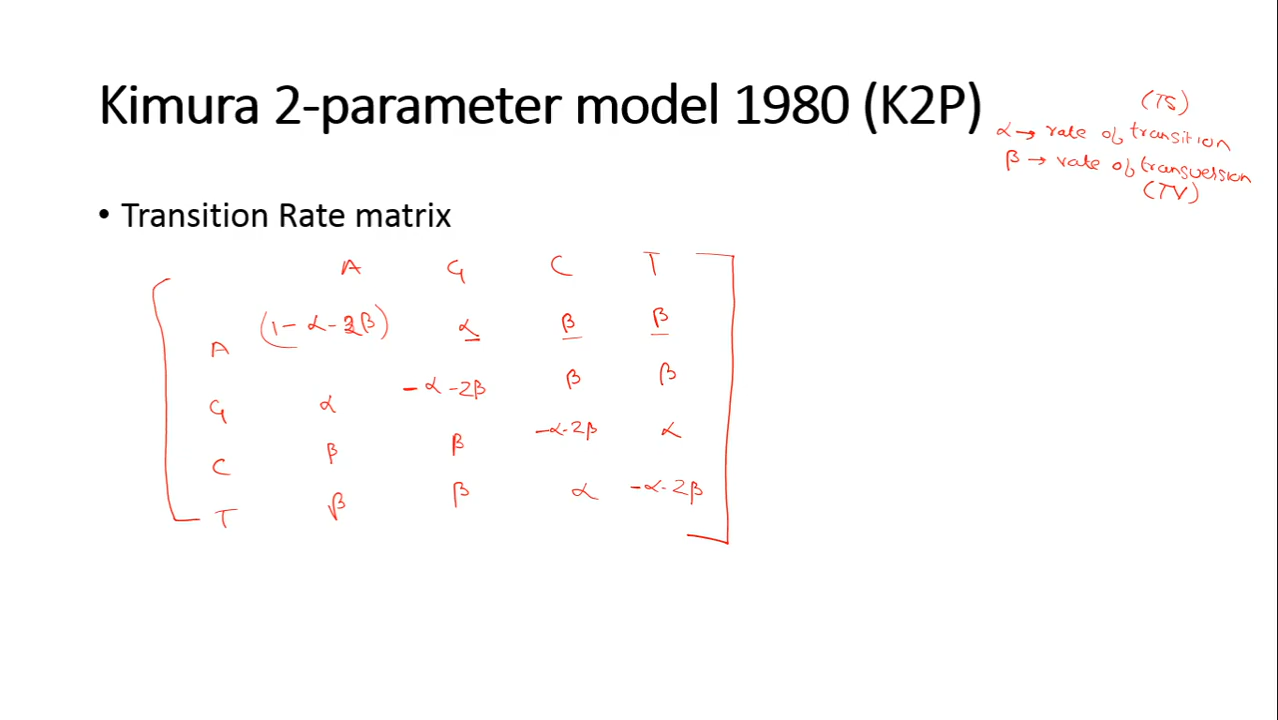 Kimura 2-parameter model 1980 (K2P)
(TS)
α → rate of transition
β → rate of transversion
(TV)
• Transition Rate matrix
A G C T
A (1-α-2β) α β β
G α -α-2β β β
C β β -α-2β α
T β β α -α-2β